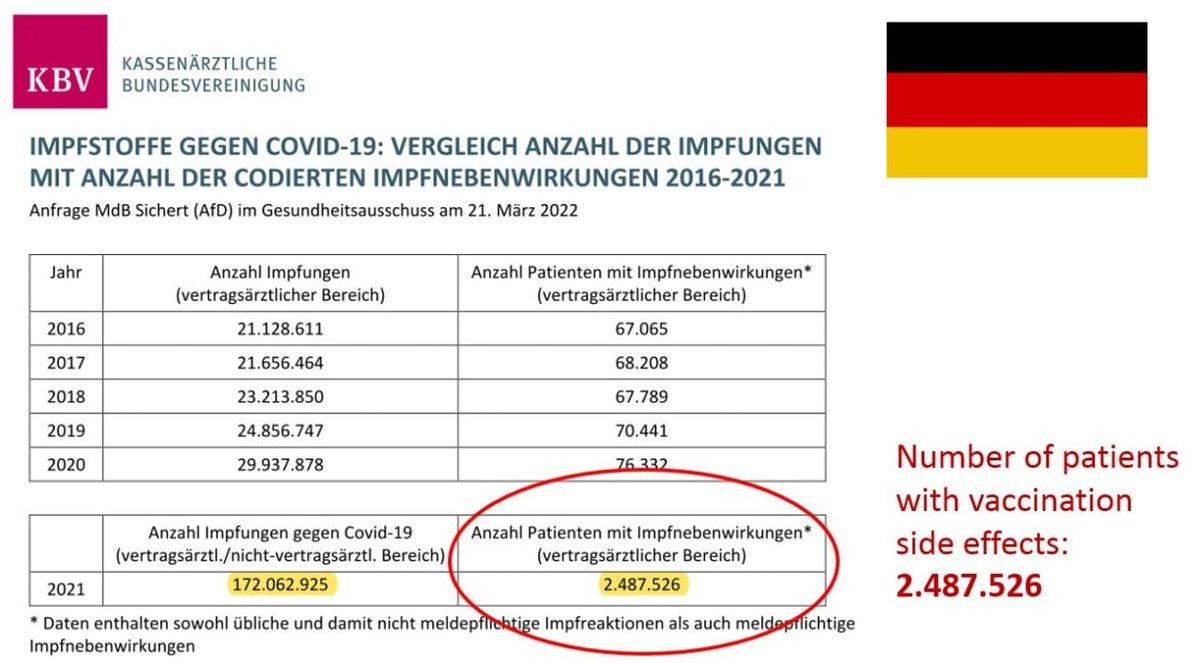 KBV
KASSENÄRZTLICHE
BUNDESVEREINIGUNG
IMPFSTOFFE GEGEN COVID-19: VERGLEICH ANZAHL DER IMPFUNGEN
MIT ANZAHL DER CODIERTEN IMPFNEBENWIRKUNGEN 2016-2021
Anfrage MdB Sichert (AfD) im Gesundheitsausschuss am 21. März 2022
Jahr Anzahl Impfungen Anzahl Patienten mit Impfnebenwirkungen*
(vertragsärztlicher Bereich) (vertragsärztlicher Bereich)
2016 21.128.611 67.065
2017 21.656.464 68.208
2018 23.213.850 67.789
2019 24.856.747 70.441
2020 29.937.878 76.332
Anzahl Impfungen gegen Covid-19 Anzahl Patienten mit Impfnebenwirkungen*
(vertragsärztl./nicht-vertragsärztl. Bereich) (vertragsärztlicher Bereich)
2021 172.062.925 2.487.526
* Daten enthalten sowohl übliche und damit nicht meldepflichtige Impfreaktionen als auch meldepflichtige
Impfnebenwirkungen
Number of patients
with vaccination
side effects:
2.487.526